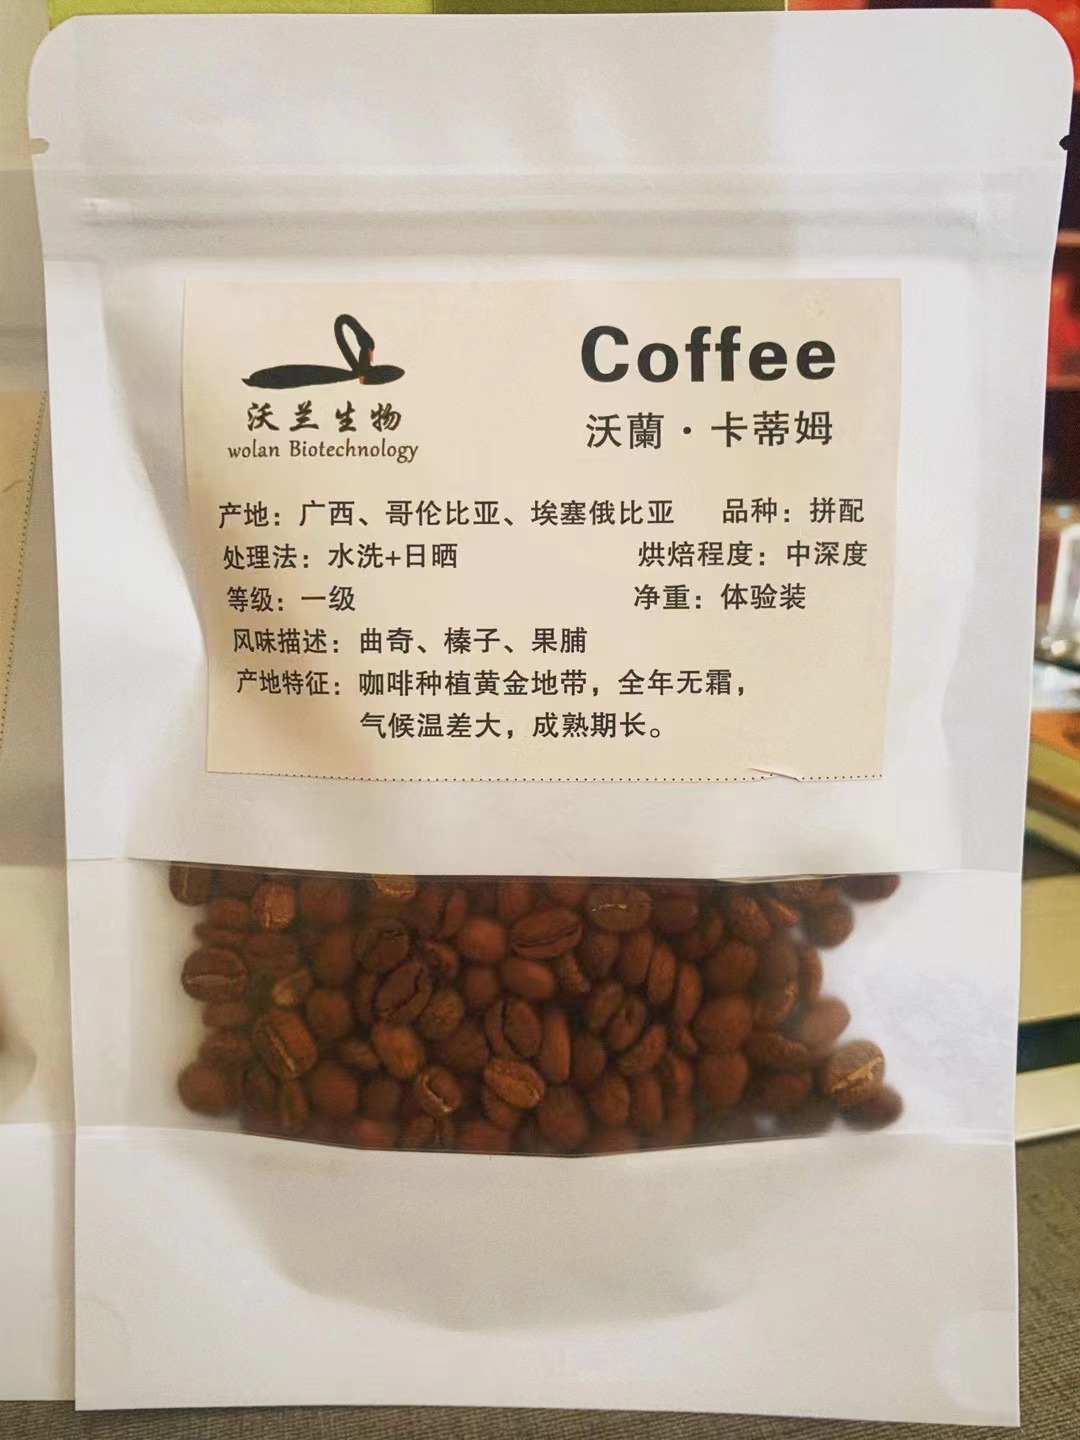 沃兰生物
wolan Biotechnology
Coffee
沃蘭·卡蒂姆
产地：广西、哥伦比亚、埃塞俄比亚 品种：拼配
处理法：水洗+日晒 烘焙程度：中深度
等级：一级 净重：体验装
风味描述：曲奇、榛子、果脯
产地特征：咖啡种植黄金地带，全年无霜，
气候温差大，成熟期长。